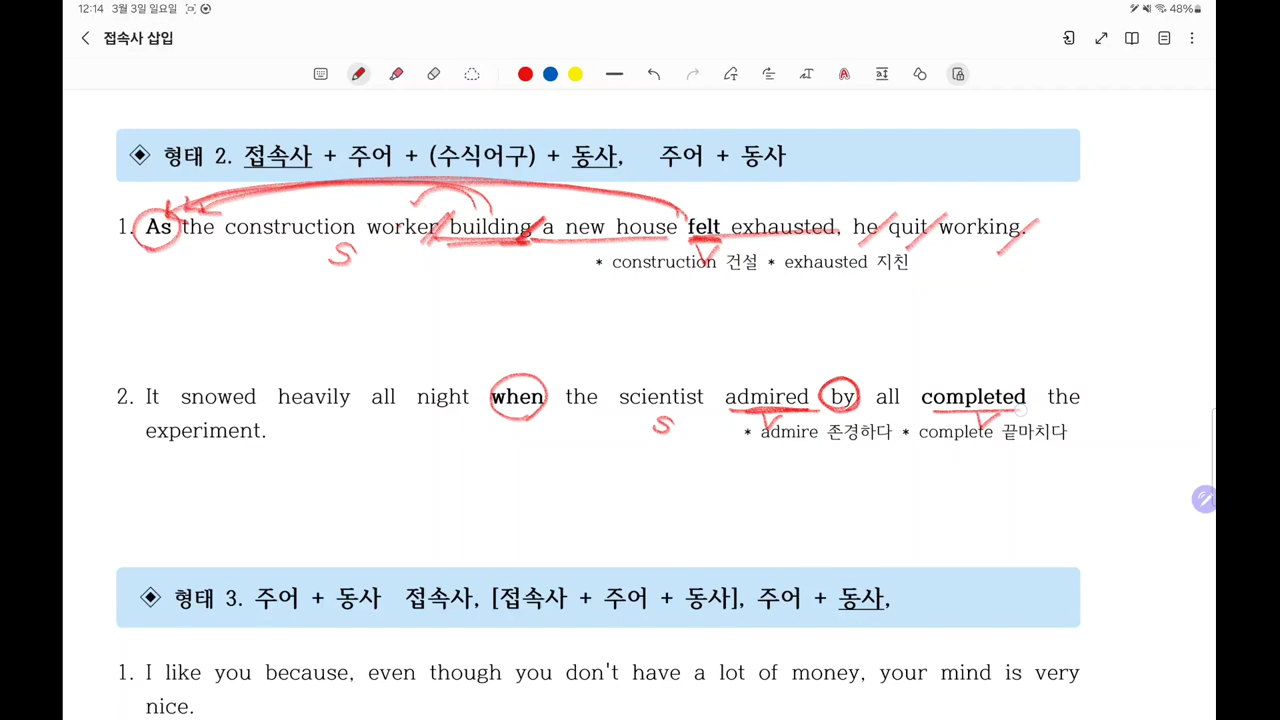 12:14 3월 3일 일요일
48%
접속사 삽입
◈ 형태 2. 접속사 + 주어 + (수식어구) + 동사, 주어 + 동사
1. As the construction worker building a new house felt exhausted, he quit working.
S V
* construction 건설 * exhausted 지친
2. It snowed heavily all night when the scientist admired by all completed the
experiment.
S V V
* admire 존경하다 * complete 끝마치다
◈ 형태 3. 주어 + 동사 접속사, [접속사 + 주어 + 동사], 주어 + 동사,
1. I like you because, even though you don't have a lot of money, your mind is very
nice.